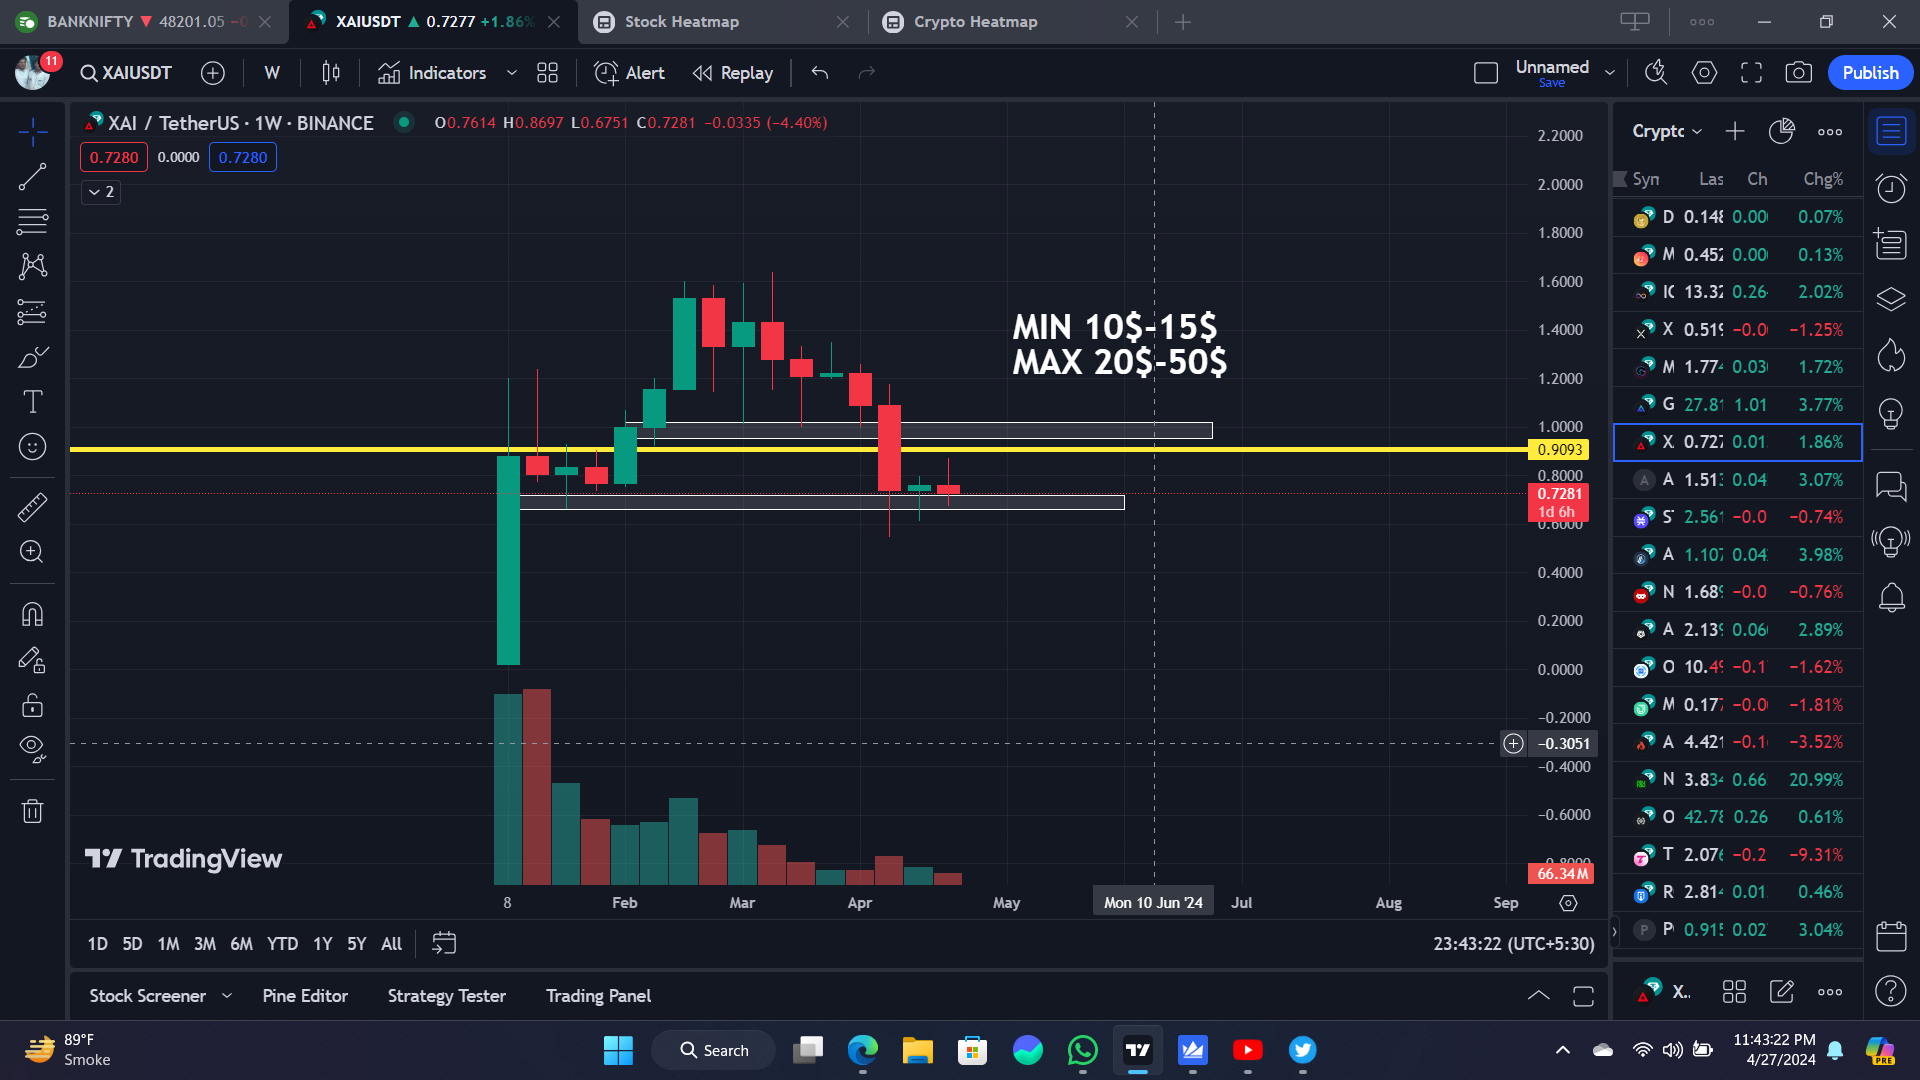 BANKNIFTY ▼ 48201.05
XAIUSDT ▲ 0.7277 +1.86%
Stock Heatmap
Crypto Heatmap
11
XAIUSDT
W
Indicators
Alert
Replay
Unnamed
Save
Publish
XAI / TetherUS · 1W · BINANCE
O0.7614 H0.8697 L0.6751 C0.7281 −0.0335 (−4.40%)
0.7280 0.0000 0.7280
2
MIN 10$-15$
MAX 20$-50$
2.2000
2.0000
1.8000
1.6000
1.4000
1.2000
1.0000
0.9093
0.8000
0.7281
1d 6h
0.6000
0.4000
0.2000
0.0000
−0.2000
−0.3051
−0.4000
−0.6000
−0.8000
66.34M
TradingView
8 Feb Mar Apr May Mon 10 Jun '24 Jul Aug Sep
1D 5D 1M 3M 6M YTD 1Y 5Y All
23:43:22 (UTC+5:30)
Stock Screener
Pine Editor
Strategy Tester
Trading Panel
Crypto
Syn Las Ch Chg%
D 0.148 0.00 0.07%
M 0.452 0.00 0.13%
IC 13.32 0.26 2.02%
X 0.519 −0.0 −1.25%
M 1.774 0.03 1.72%
G 27.81 1.01 3.77%
X. 0.727 0.01 1.86%
A A 1.513 0.04 3.07%
S 2.561 −0.0 −0.74%
A 1.107 0.04 3.98%
N 1.689 −0.0 −0.76%
A 2.139 0.06 2.89%
O 10.49 −0.1 −1.62%
M 0.177 −0.0 −1.81%
A 4.421 −0.1 −3.52%
N 3.834 0.66 20.99%
O 42.78 0.26 0.61%
T 2.076 −0.2 −9.31%
R 2.814 0.01 0.46%
P P 0.915 0.02 3.04%
X..
89°F
Smoke
Search
11:43:22 PM
4/27/2024
PRE